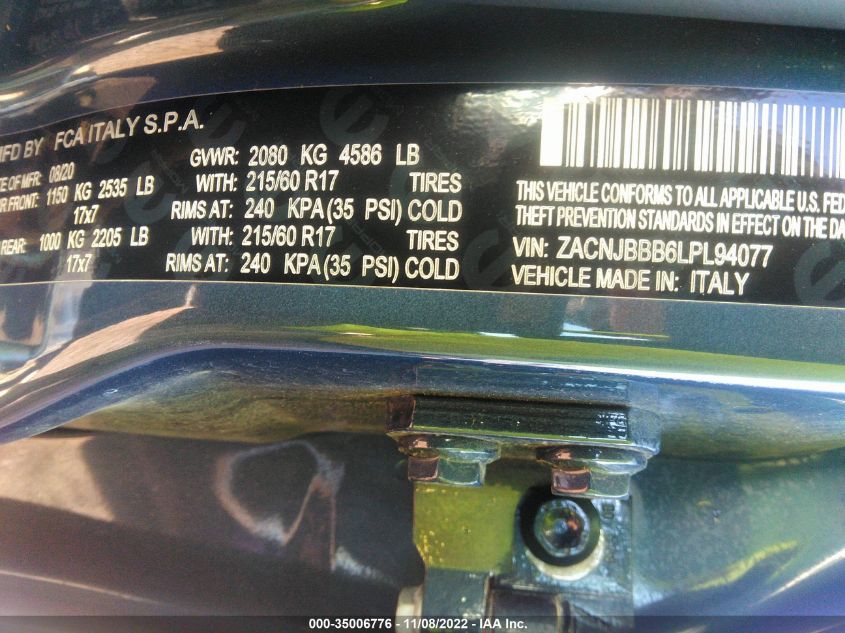 MFD BY FCA ITALY S.P.A.
OF MFR: 08/20
GVWR: 2080 KG 4586 LB
FRONT: 1150 KG 2535 LB WITH: 215/60 R17 TIRES
17x7 RIMS AT: 240 KPA (35 PSI) COLD
REAR: 1000 KG 2205 LB WITH: 215/60 R17 TIRES
17x7 RIMS AT: 240 KPA (35 PSI) COLD
THIS VEHICLE CONFORMS TO ALL APPLICABLE U.S.
THEFT PREVENTION STANDARDS IN EFFECT ON THE
VIN: ZACNJBBB6LPL94077
VEHICLE MADE IN: ITALY
000-35006776 - 11/08/2022 - IAA Inc.